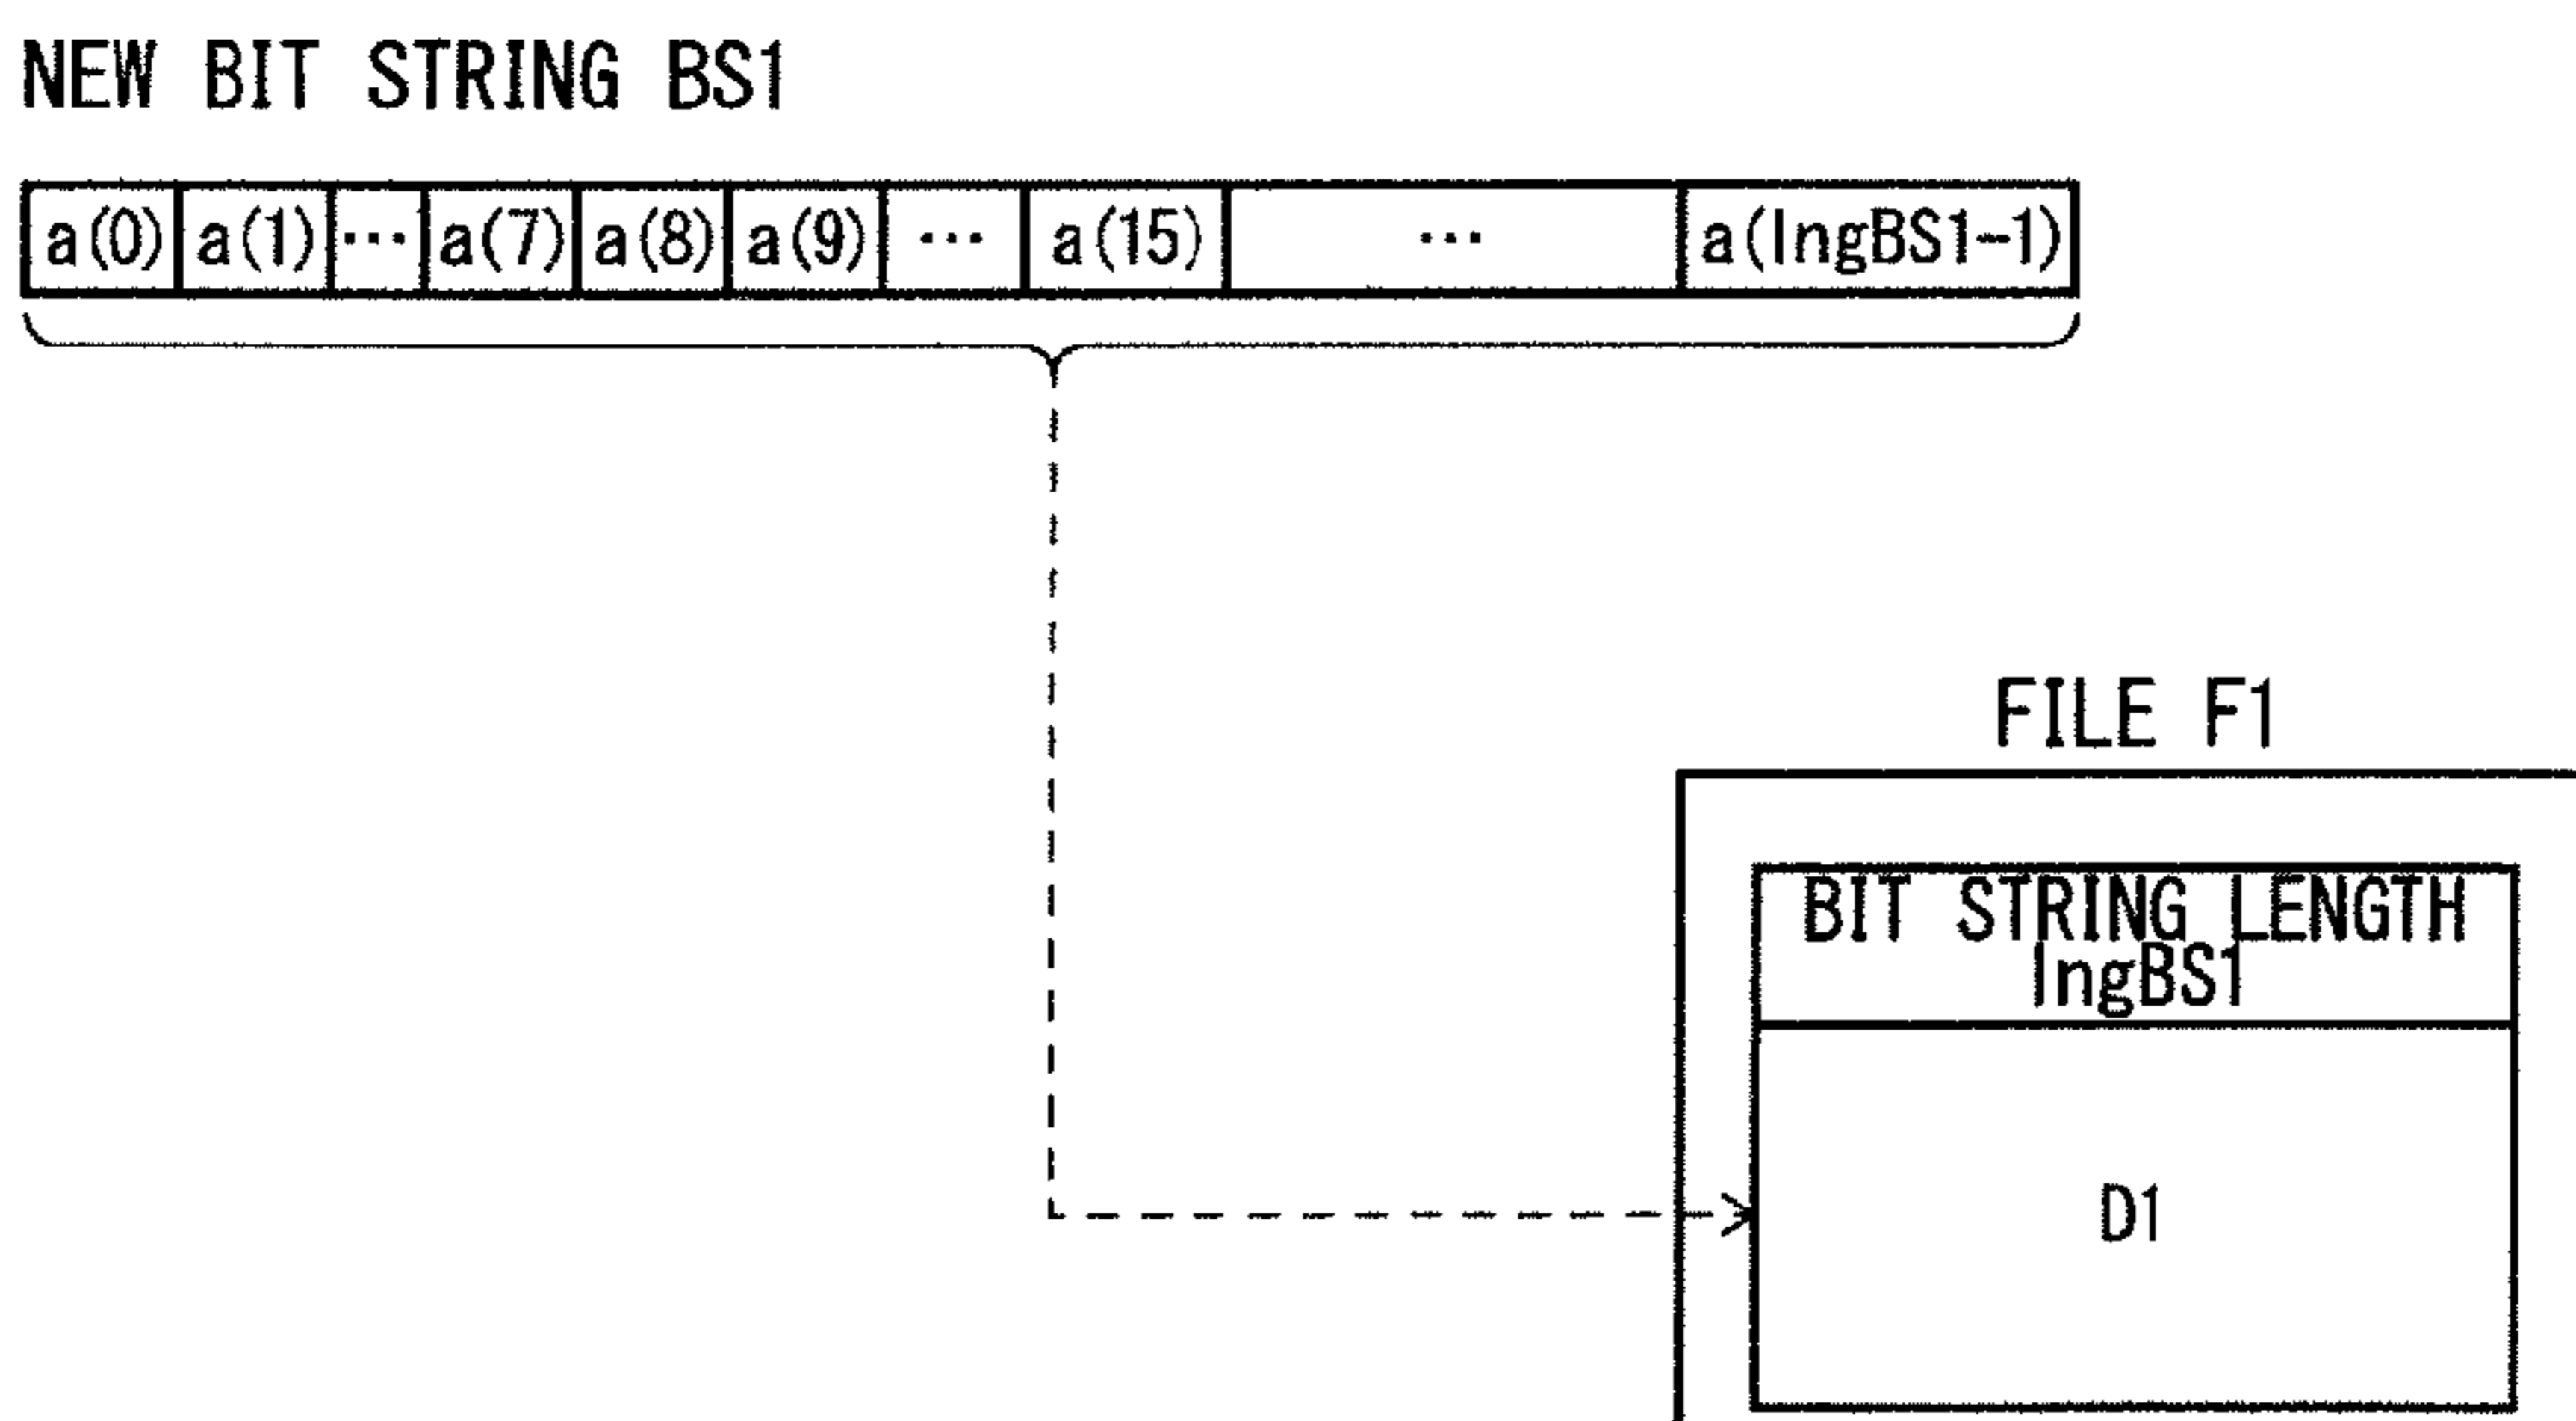 NEW BIT STRING BS1
a(0) a(1) ... a(7) a(8) a(9) ... a(15) ... a(lngBS1-1)
FILE F1
BIT STRING LENGTH
lngBS1
D1